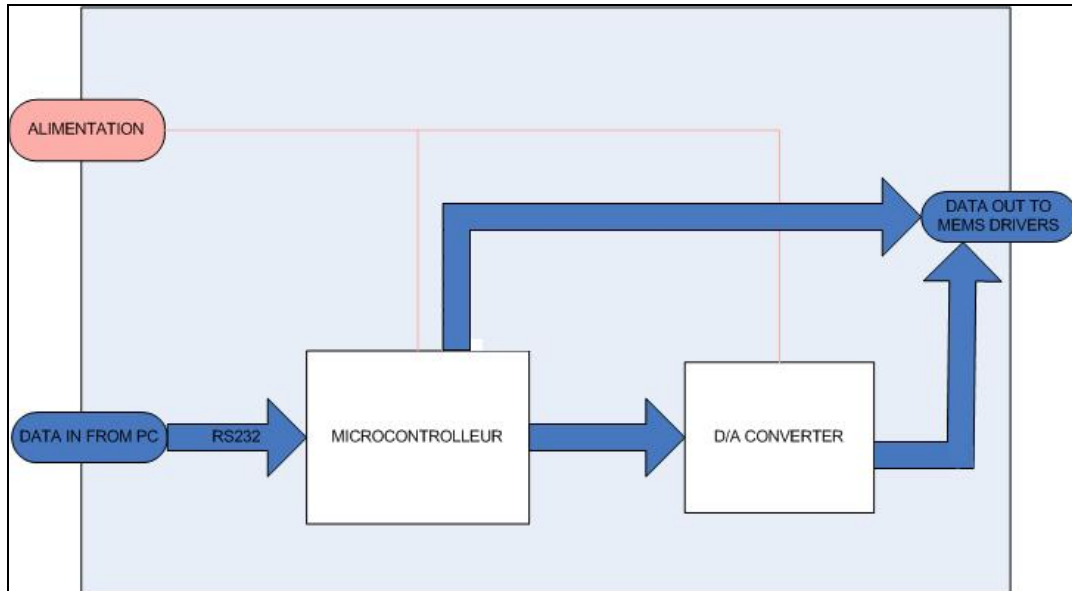 ALIMENTATION
DATA OUT TO
MEMS DRIVERS
DATA IN FROM PC
RS232
MICROCONTROLLEUR
D/A CONVERTER